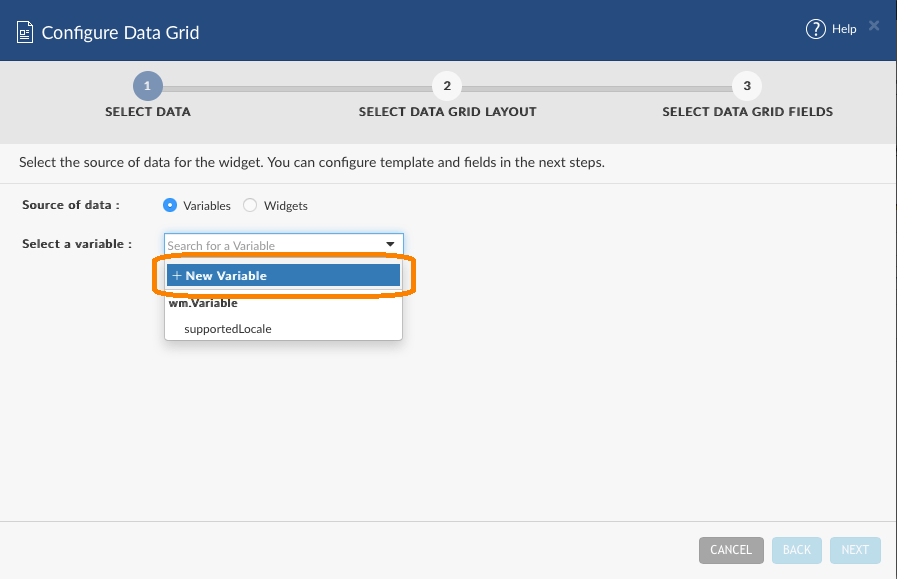 Configure Data Grid
Help
1
2
3
SELECT DATA
SELECT DATA GRID LAYOUT
SELECT DATA GRID FIELDS
Select the source of data for the widget. You can configure template and fields in the next steps.
Source of data :
Variables
Widgets
Select a variable :
Search for a Variable
+ New Variable
wm.Variable
supportedLocale
CANCEL
BACK
NEXT